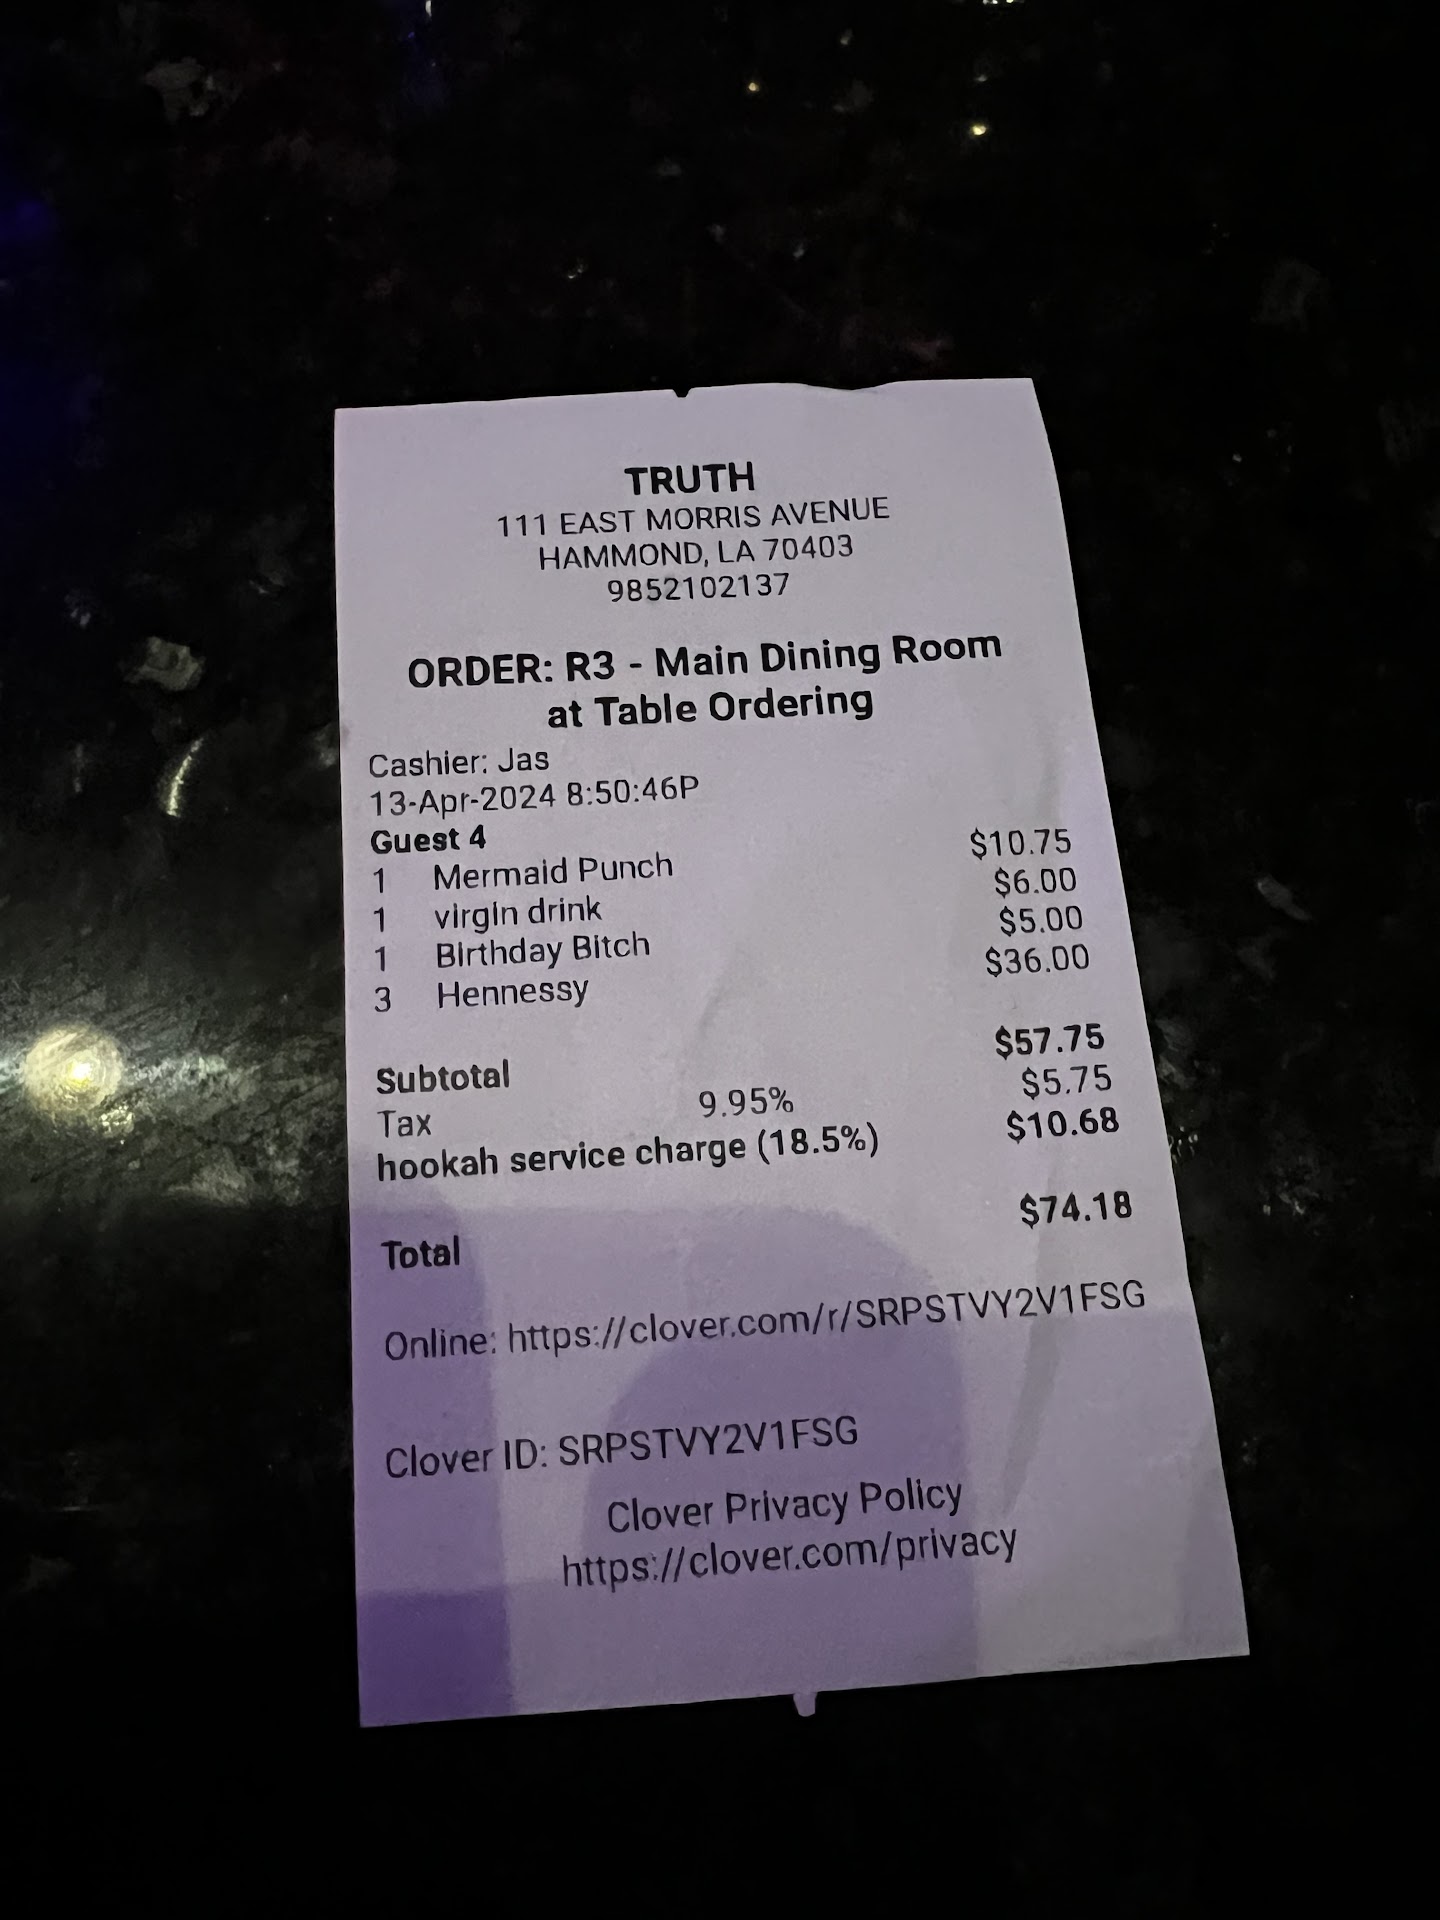 TRUTH
111 EAST MORRIS AVENUE
HAMMOND, LA 70403
9852102137
ORDER: R3 - Main Dining Room
at Table Ordering
Cashier: Jas
13-Apr-2024 8:50:46P
Guest 4
1 Mermaid Punch $10.75
1 virgin drink $6.00
1 Birthday Bitch $5.00
3 Hennessy $36.00
Subtotal $57.75
Tax 9.95% $5.75
hookah service charge (18.5%) $10.68
Total $74.18
Online: https://clover.com/r/SRPSTVY2V1FSG
Clover ID: SRPSTVY2V1FSG
Clover Privacy Policy
https://clover.com/privacy